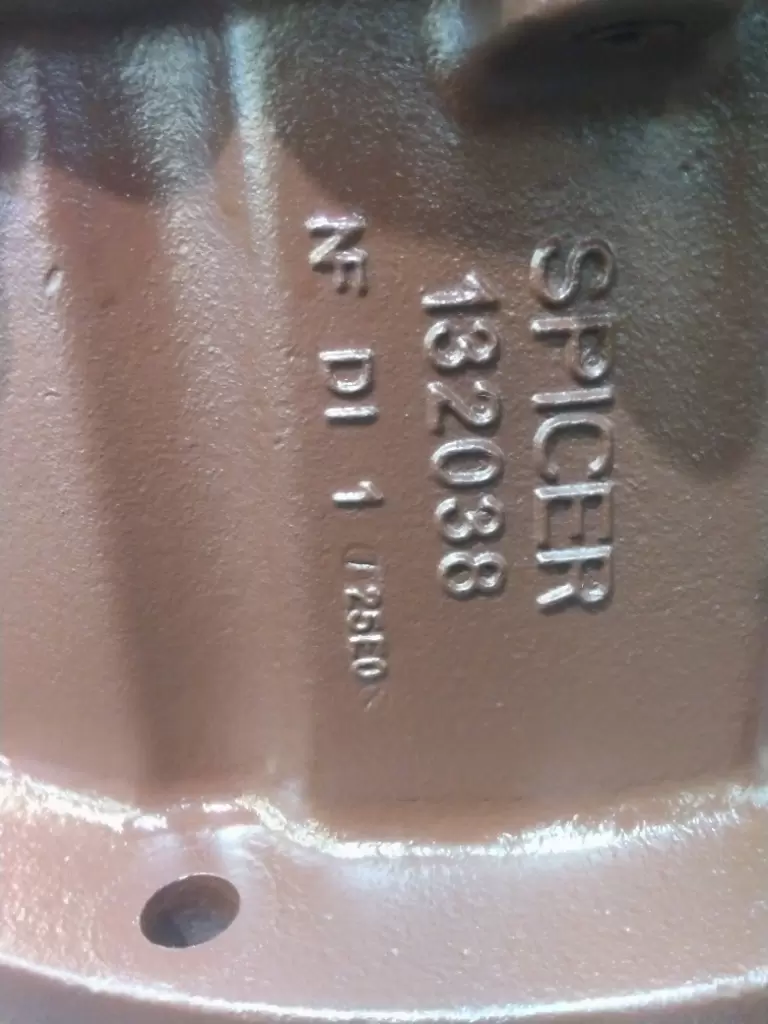 SPICER
132038
NF DI 1